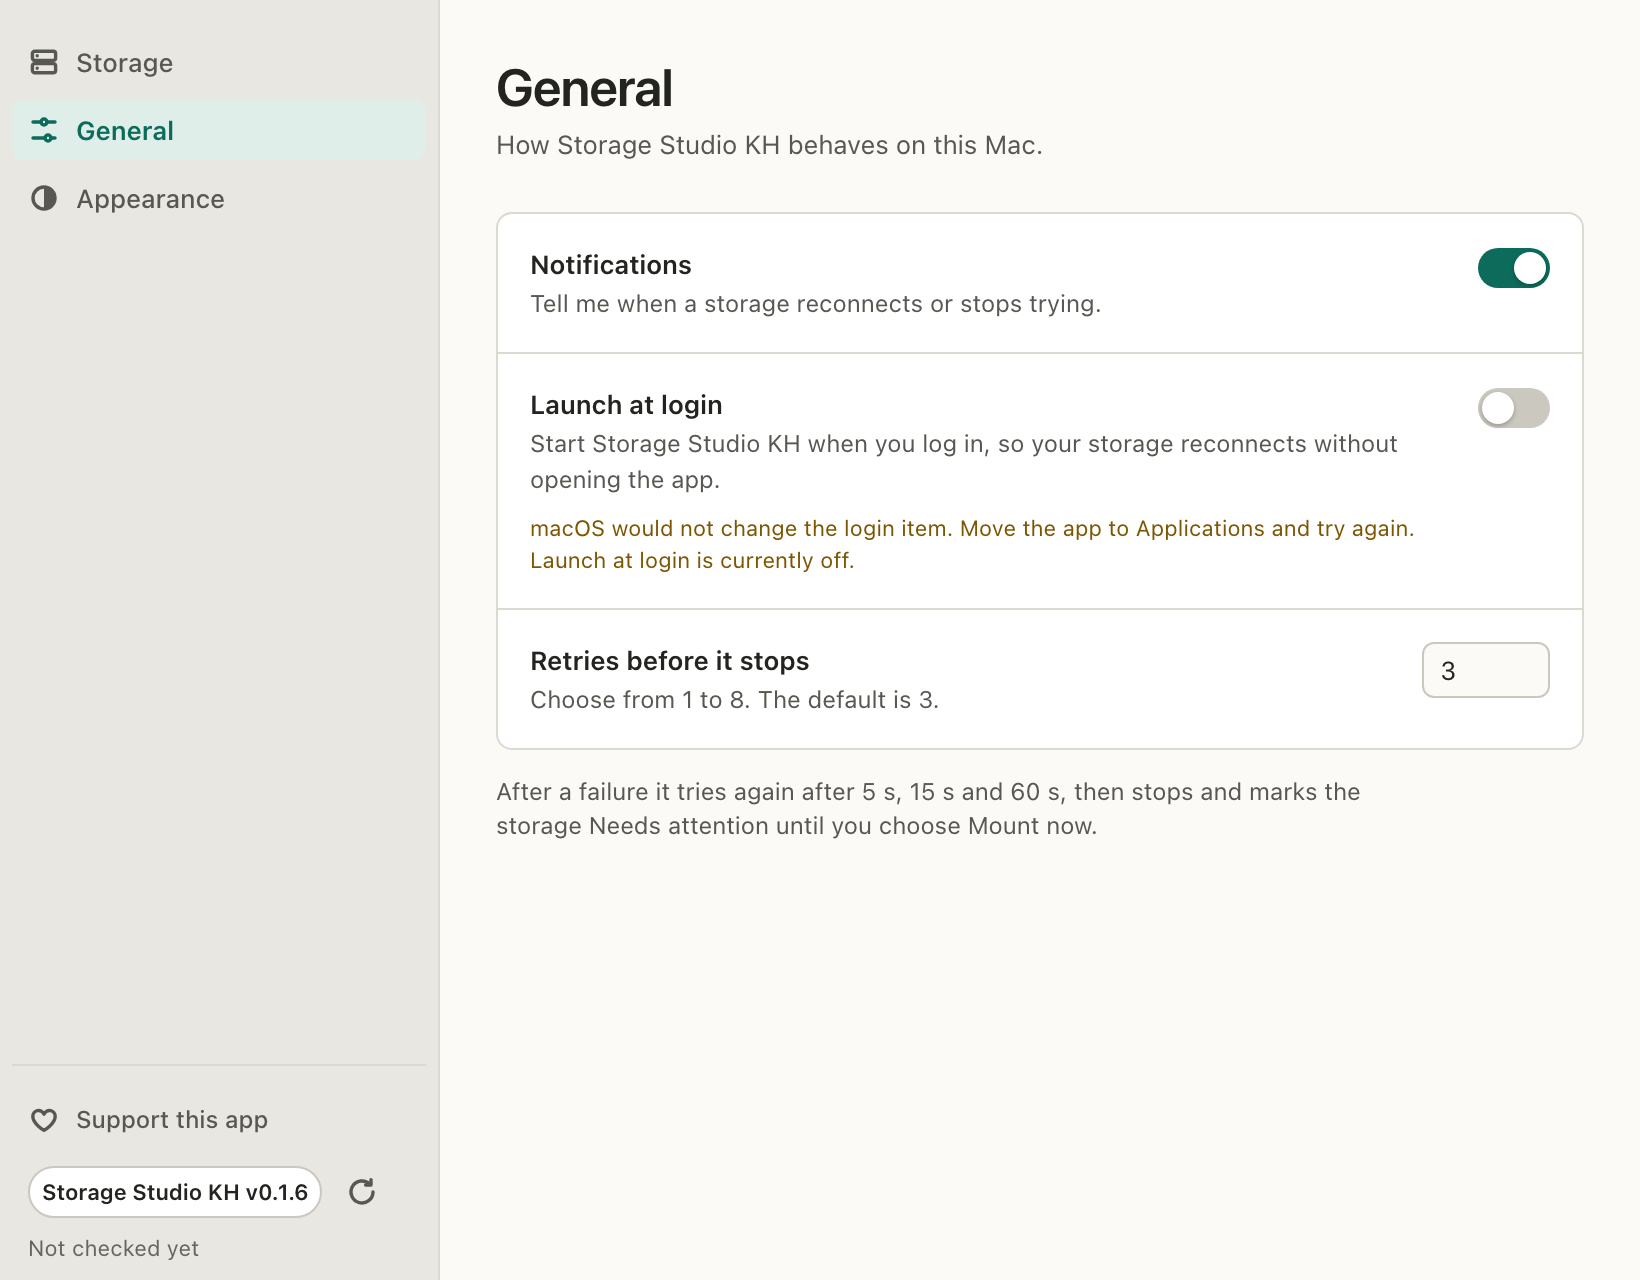 Storage
General
Appearance
Support this app
Storage Studio KH v0.1.6
Not checked yet
General
How Storage Studio KH behaves on this Mac.
Notifications
Tell me when a storage reconnects or stops trying.
Launch at login
Start Storage Studio KH when you log in, so your storage reconnects without
opening the app.
macOS would not change the login item. Move the app to Applications and try again.
Launch at login is currently off.
Retries before it stops
Choose from 1 to 8. The default is 3.
3
After a failure it tries again after 5 s, 15 s and 60 s, then stops and marks the
storage Needs attention until you choose Mount now.